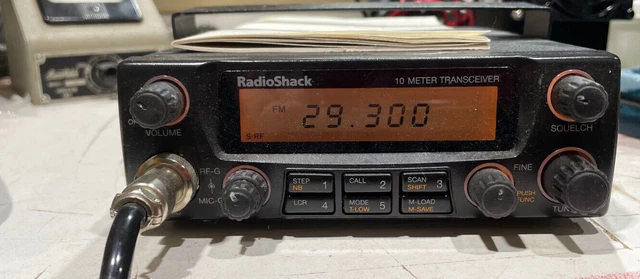 RadioShack
10 METER TRANSCEIVER
FM
29.300
S/RF
VOLUME
SQUELCH
RF-G
MIC-G
STEP
NB 1
CALL 2
SCAN
SHIFT 3
LCR 4
MODE
T-LOW 5
M-LOAD
M-SAVE
FINE
PUSH
FUNC